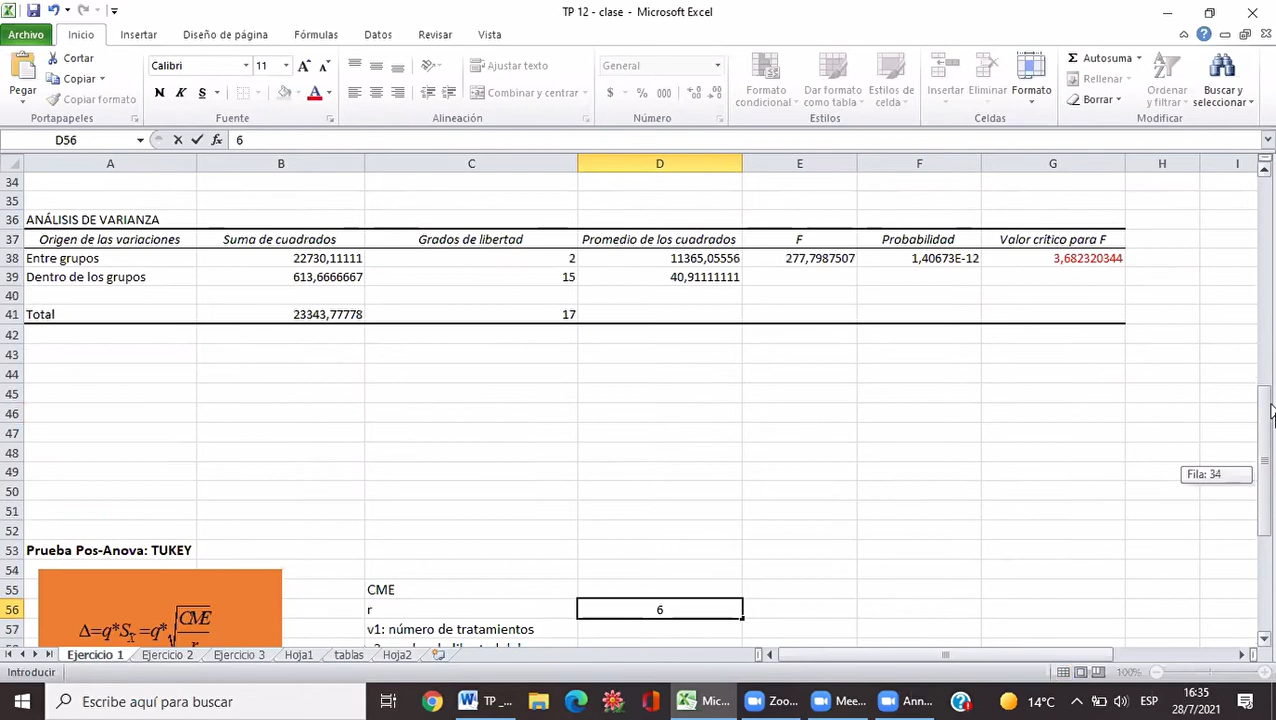 TP 12 - clase - Microsoft Excel
Archivo Inicio Insertar Diseño de página Fórmulas Datos Revisar Vista
Pegar
Cortar
Copiar
Copiar formato
Portapapeles
Calibri 11
N K S A
Fuente
Ajustar texto
Combinar y centrar
Alineación
General
$ % 000
Número
Formato condicional
Dar formato como tabla
Estilos de celda
Estilos
Insertar Eliminar Formato
Celdas
Σ Autosuma
Rellenar
Borrar
Ordenar y filtrar
Buscar y seleccionar
Modificar
D56 fx 6
A B C D E F G H I
34
35
36 ANÁLISIS DE VARIANZA
37 Origen de las variaciones Suma de cuadrados Grados de libertad Promedio de los cuadrados F Probabilidad Valor crítico para F
38 Entre grupos 22730,11111 2 11365,05556 277,7987507 1,40673E-12 3,682320344
39 Dentro de los grupos 613,6666667 15 40,91111111
40
41 Total 23343,77778 17
42
43
44
45
46
47
48
49
Fila: 34
50
51
52
53 Prueba Pos-Anova: TUKEY
54
55 CME
56 r 6
57 v1: número de tratamientos
Δ=q*Sx̄=q*√CME
Ejercicio 1 Ejercicio 2 Ejercicio 3 Hoja1 tablas Hoja2
Introducir 100%
Escribe aquí para buscar
TP _... Mic... Zoo... Mee... Ann...
14°C ESP
16:35
28/7/2021